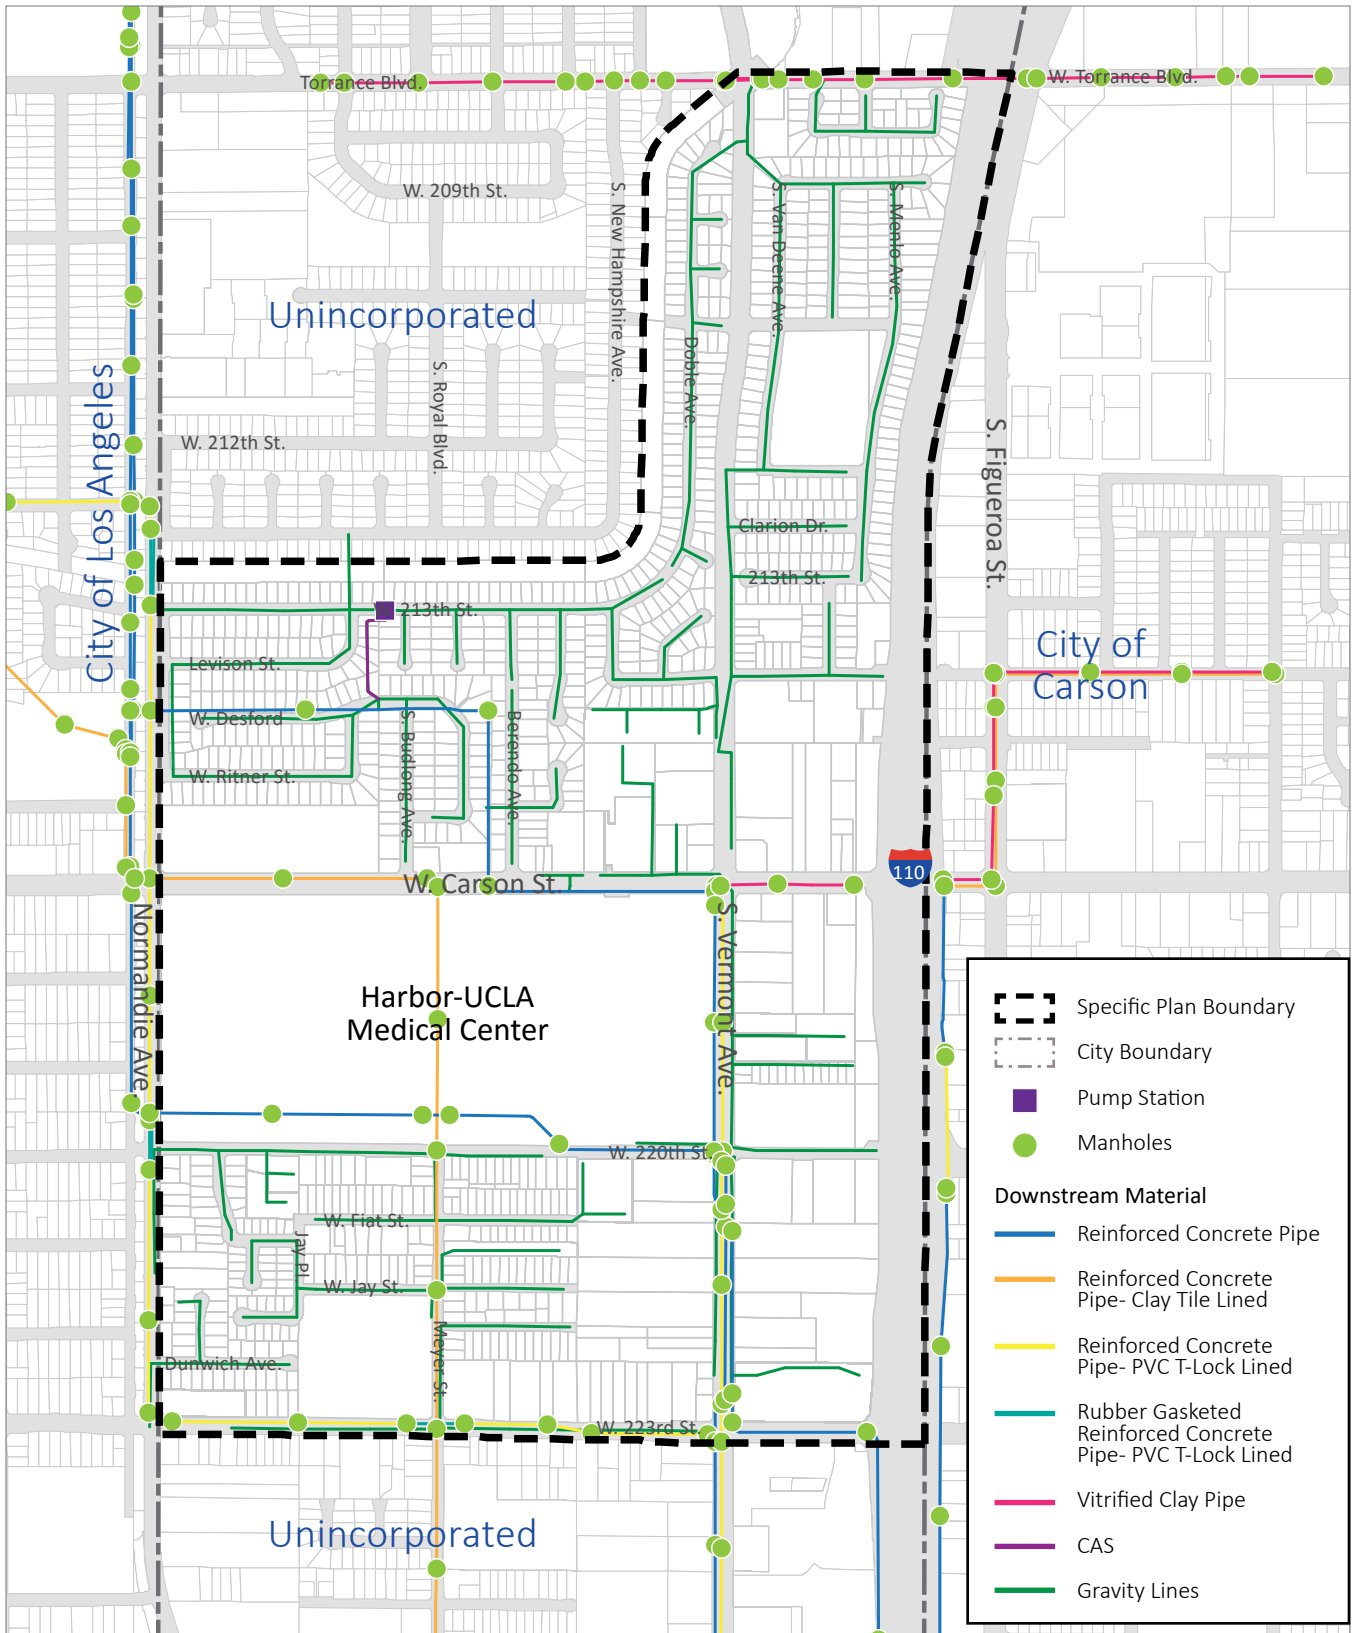 Torrance Blvd.
W. Torrance Blvd.
W. 209th St.
S. New Hampshire Ave.
S. Van Deene Ave.
S. Menlo Ave.
Unincorporated
Doble Ave.
S. Royal Blvd.
City of Los Angeles
W. 212th St.
S. Figueroa St.
Clarion Dr.
213th St.
W. 213th St.
City of
Carson
Levison St.
W. Desford
S. Budlong Ave.
Berendo Ave.
W. Ritner St.
110
W. Carson St.
Normandie Ave.
S. Vermont Ave.
Harbor-UCLA
Medical Center
W. 220th St.
W. Fiat St.
Jay Pl.
W. Jay St.
Meyer St.
Dunwich Ave.
W. 223rd St.
Unincorporated
Specific Plan Boundary
City Boundary
Pump Station
Manholes
Downstream Material
Reinforced Concrete Pipe
Reinforced Concrete
Pipe- Clay Tile Lined
Reinforced Concrete
Pipe- PVC T-Lock Lined
Rubber Gasketed
Reinforced Concrete
Pipe- PVC T-Lock Lined
Vitrified Clay Pipe
CAS
Gravity Lines